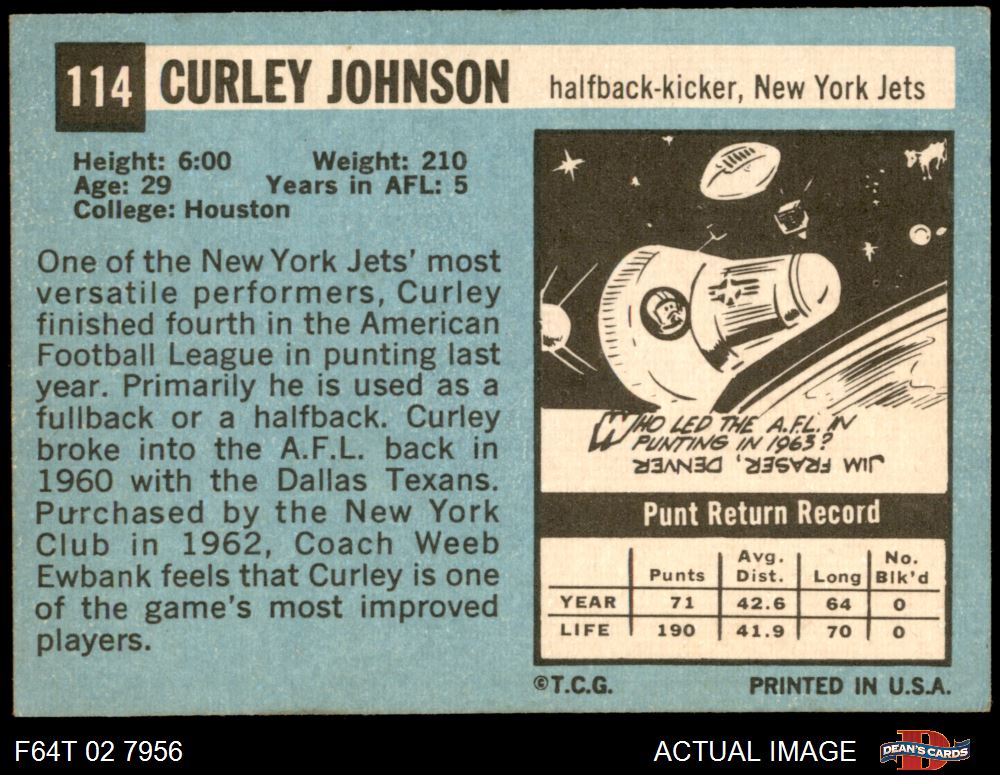 114 CURLEY JOHNSON halfback-kicker, New York Jets
Height: 6:00 Weight: 210
Age: 29 Years in AFL: 5
College: Houston
One of the New York Jets' most
versatile performers, Curley
finished fourth in the American
Football League in punting last
year. Primarily he is used as a
fullback or a halfback. Curley
broke into the A.F.L. back in
1960 with the Dallas Texans.
Purchased by the New York
Club in 1962, Coach Weeb
Ewbank feels that Curley is one
of the game's most improved
players.
WHO LED THE A.F.L. IN
PUNTING IN 1963?
JIM FRASER, DENVER
Punt Return Record
Punts Avg. Dist. Long No. Blk'd
YEAR 71 42.6 64 0
LIFE 190 41.9 70 0
©T.C.G. PRINTED IN U.S.A.
F64T 02 7956 ACTUAL IMAGE DEAN'S CARDS